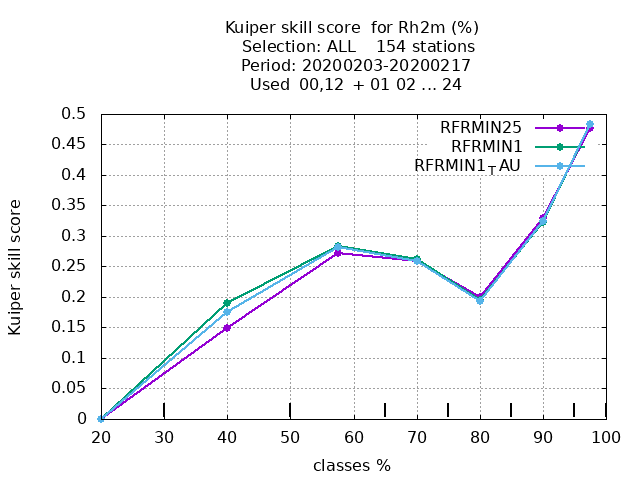 Kuiper skill score  for Rh2m (%)
Selection: ALL    154 stations
Period: 20200203-20200217
Used  00,12  + 01 02 ... 24
RFRMIN25
RFRMIN1
RFRMIN1TAU
Kuiper skill score
0.5
0.45
0.4
0.35
0.3
0.25
0.2
0.15
0.1
0.05
0
20 30 40 50 60 70 80 90 100
classes %